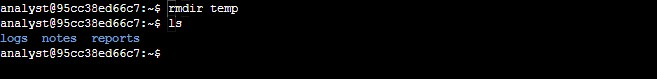 analyst@95cc38ed66c7:~$ rmdir temp
analyst@95cc38ed66c7:~$ ls
logs  notes  reports
analyst@95cc38ed66c7:~$